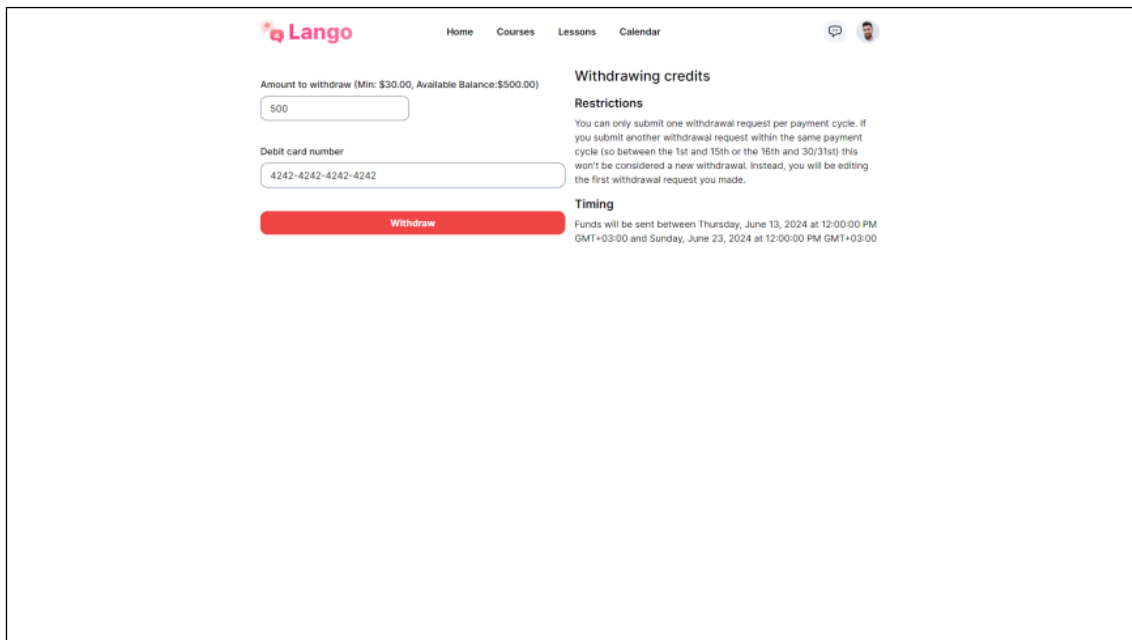 Lango
Home Courses Lessons Calendar
Amount to withdraw (Min: $30.00, Available Balance:$500.00)
500
Debit card number
4242-4242-4242-4242
Withdraw
Withdrawing credits
Restrictions
You can only submit one withdrawal request per payment cycle. If
you submit another withdrawal request within the same payment
cycle (so between the 1st and 15th or the 16th and 30/31st) this
won't be considered a new withdrawal. Instead, you will be editing
the first withdrawal request you made.
Timing
Funds will be sent between Thursday, June 13, 2024 at 12:00:00 PM
GMT+03:00 and Sunday, June 23, 2024 at 12:00:00 PM GMT+03:00